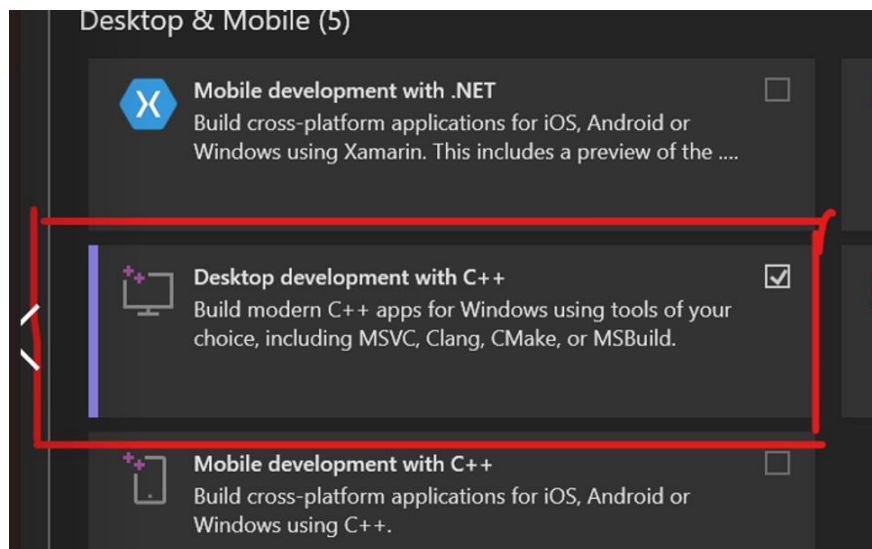 Desktop & Mobile (5)
Mobile development with .NET
Build cross-platform applications for iOS, Android or
Windows using Xamarin. This includes a preview of the ....
Desktop development with C++
Build modern C++ apps for Windows using tools of your
choice, including MSVC, Clang, CMake, or MSBuild.
Mobile development with C++
Build cross-platform applications for iOS, Android or
Windows using C++.